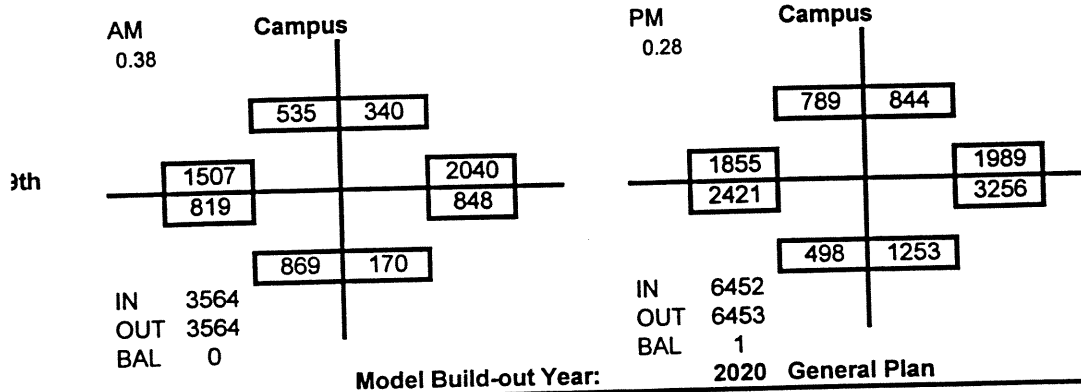 AM Campus
0.38
535 340
1507 2040
819 848
869 170
IN 3564
OUT 3564
BAL 0
PM Campus
0.28
789 844
1855 1989
2421 3256
498 1253
IN 6452
OUT 6453
BAL 1
Model Build-out Year: 2020 General Plan